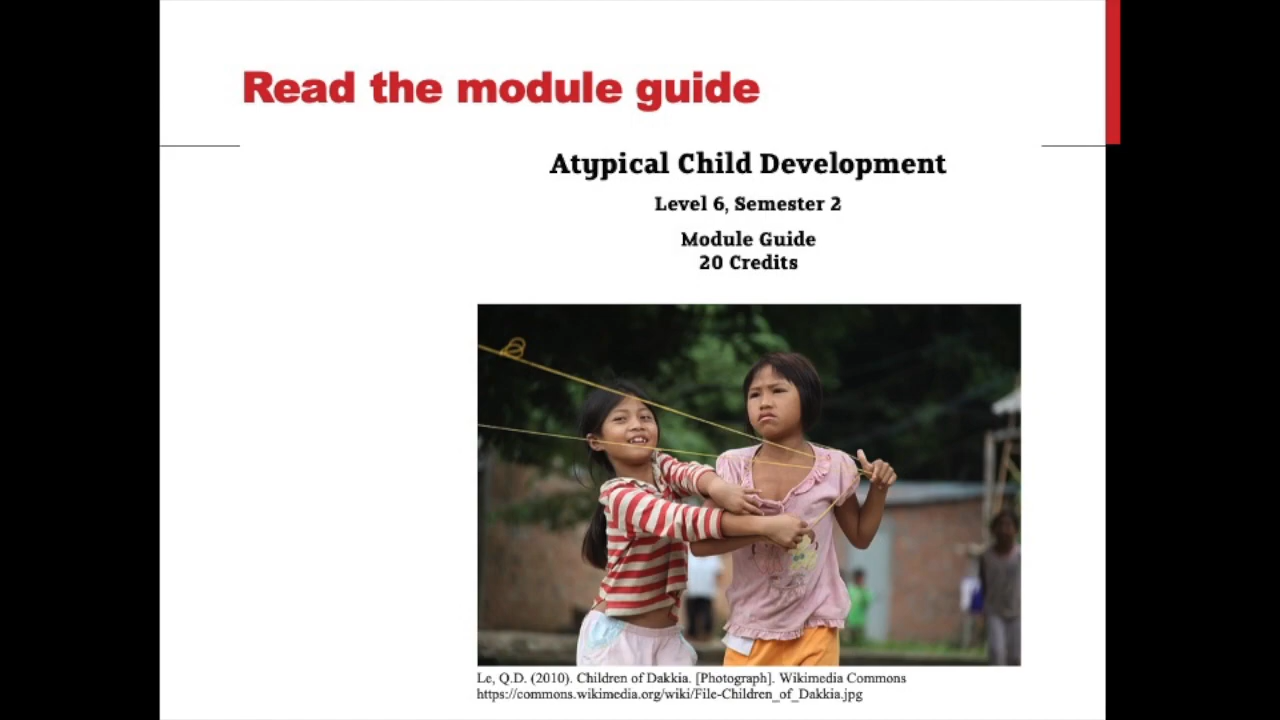 Read the module guide
Atypical Child Development
Level 6, Semester 2
Module Guide
20 Credits
Le, Q.D. (2010). Children of Dakkia. [Photograph]. Wikimedia Commons
https://commons.wikimedia.org/wiki/File-Children_of_Dakkia.jpg